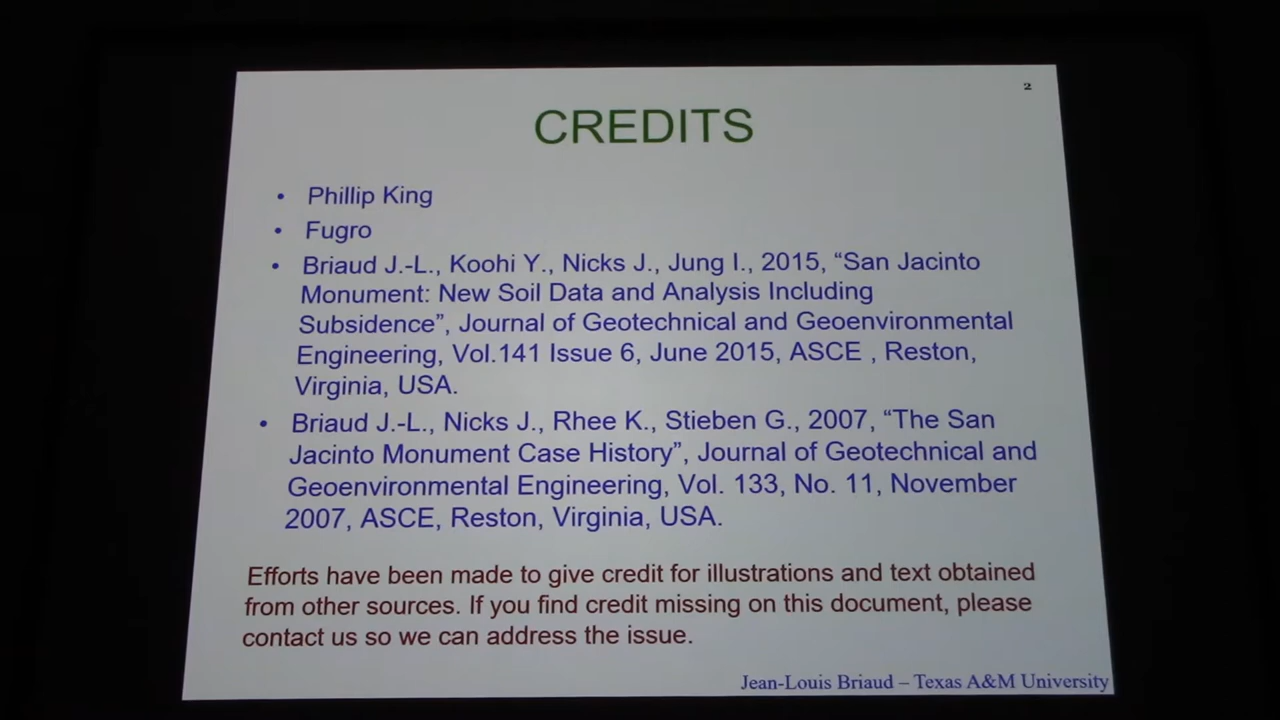 2
CREDITS
• Phillip King
• Fugro
• Briaud J.-L., Koohi Y., Nicks J., Jung I., 2015, “San Jacinto
Monument: New Soil Data and Analysis Including
Subsidence”, Journal of Geotechnical and Geoenvironmental
Engineering, Vol.141 Issue 6, June 2015, ASCE , Reston,
Virginia, USA.
• Briaud J.-L., Nicks J., Rhee K., Stieben G., 2007, “The San
Jacinto Monument Case History”, Journal of Geotechnical and
Geoenvironmental Engineering, Vol. 133, No. 11, November
2007, ASCE, Reston, Virginia, USA.
Efforts have been made to give credit for illustrations and text obtained
from other sources. If you find credit missing on this document, please
contact us so we can address the issue.
Jean-Louis Briaud – Texas A&M University